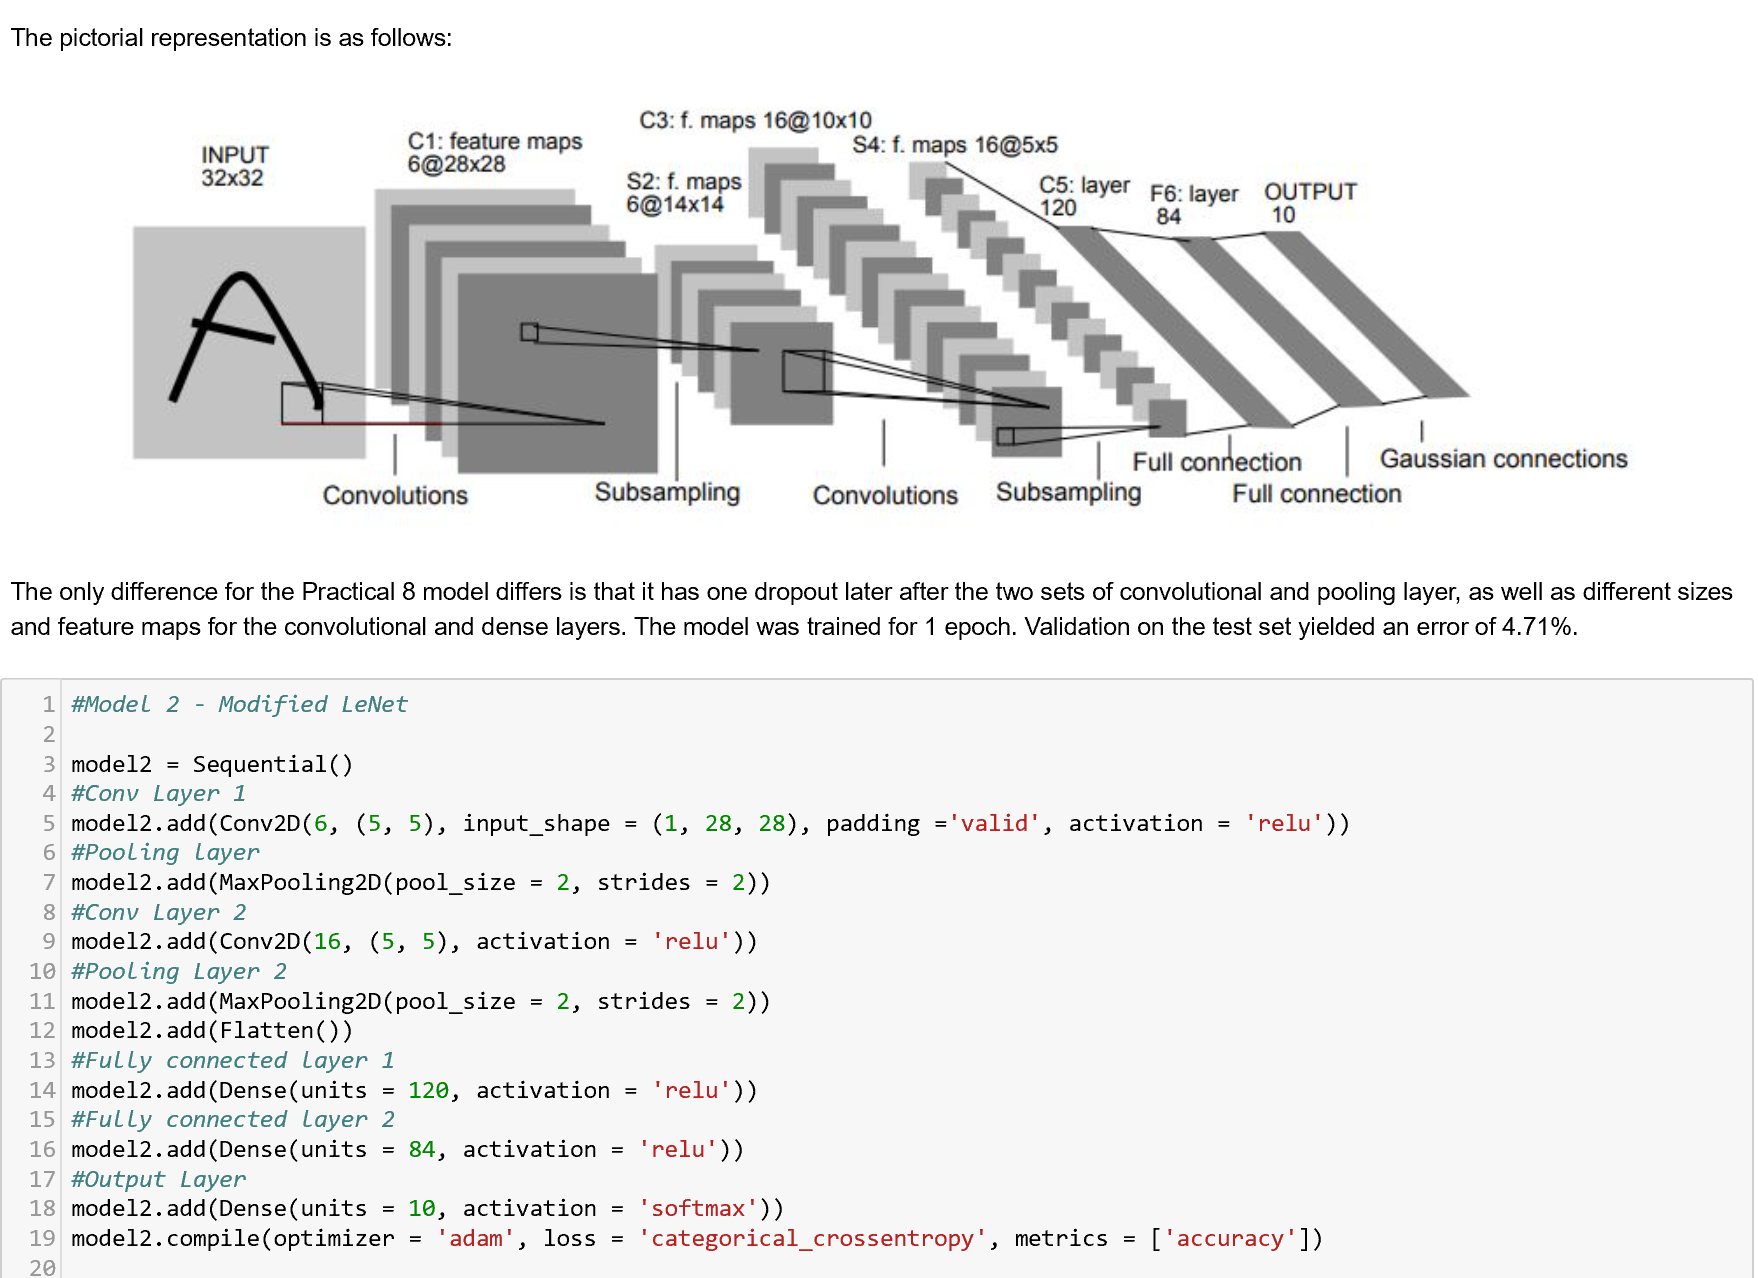 The pictorial representation is as follows:
C3: f. maps 16@10x10
C1: feature maps
S4: f. maps 16@5x5
INPUT
6@28x28
32x32
S2: f. maps
C5: layer
F6: layer
OUTPUT
6@14x14
120
84
10
Full connection
Gaussian connections
Convolutions
Subsampling
Convolutions
Subsampling
Full connection
The only difference for the Practical 8 model differs is that it has one dropout later after the two sets of convolutional and pooling layer, as well as different sizes
and feature maps for the convolutional and dense layers. The model was trained for 1 epoch. Validation on the test set yielded an error of 4.71%.
1 #Model 2 - Modified LeNet
2
3 model2 = Sequential()
4 #Conv Layer 1
5 model2.add(Conv2D(6, (5, 5), input_shape = (1, 28, 28), padding ='valid', activation = 'relu'))
6 #Pooling layer
7 model2.add(MaxPooling2D(pool_size = 2, strides = 2))
8 #Conv Layer 2
9 model2.add(Conv2D(16, (5, 5), activation = 'relu'))
10 #Pooling Layer 2
11 model2.add(MaxPooling2D(pool_size = 2, strides = 2))
12 model2.add(Flatten())
13 #Fully connected layer 1
14 model2.add(Dense(units = 120, activation = 'relu'))
15 #Fully connected layer 2
16 model2.add(Dense(units = 84, activation = 'relu'))
17 #Output Layer
18 model2.add(Dense(units = 10, activation = 'softmax'))
19 model2.compile(optimizer = 'adam', loss = 'categorical_crossentropy', metrics = ['accuracy'])
20